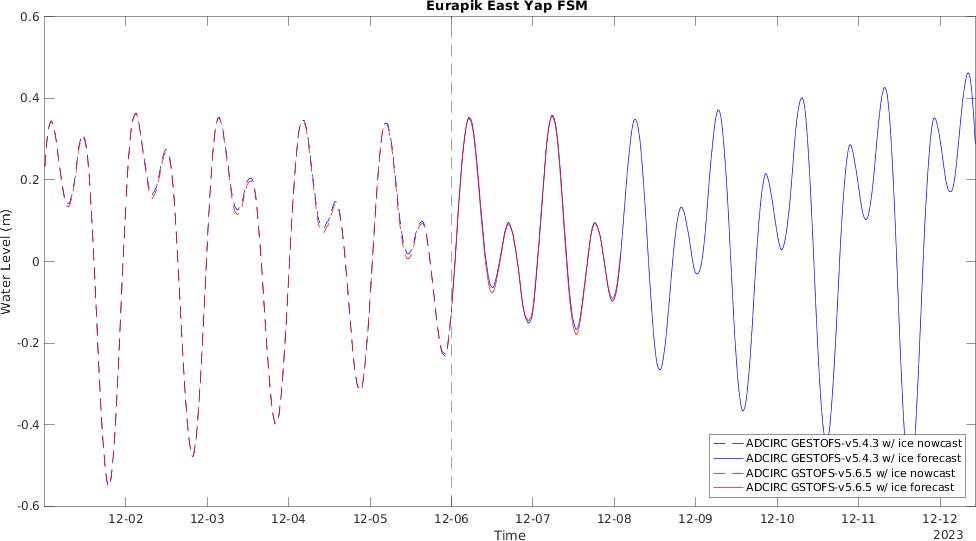 Eurapik East Yap FSM
0.6
0.4
0.2
0
-0.2
-0.4
-0.6
Water Level (m)
12-02 12-03 12-04 12-05 12-06 12-07 12-08 12-09 12-10 12-11 12-12
Time
2023
ADCIRC GESTOFS-v5.4.3 w/ ice nowcast
ADCIRC GESTOFS-v5.4.3 w/ ice forecast
ADCIRC GSTOFS-v5.6.5 w/ ice nowcast
ADCIRC GSTOFS-v5.6.5 w/ ice forecast